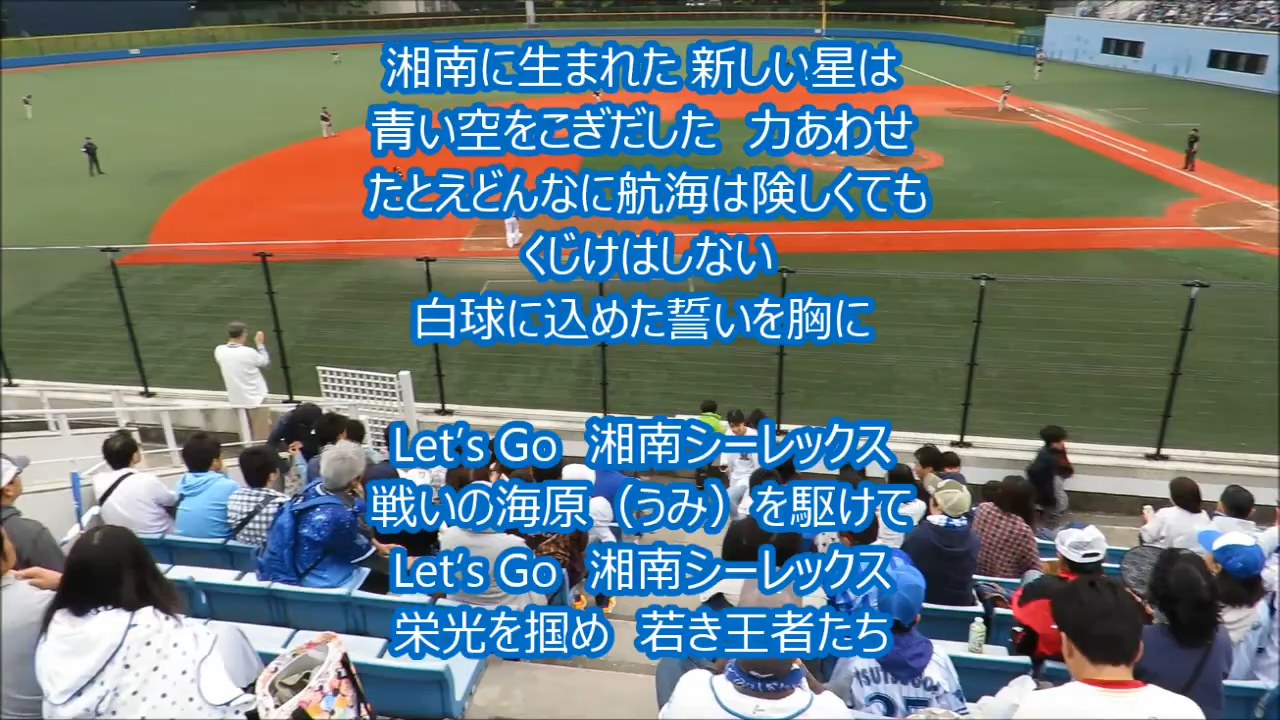 湘南に生まれた 新しい星は
青い空をこぎだした 力あわせ
たとえどんなに航海は険しくても
くじけはしない
白球に込めた誓いを胸に
Let's Go 湘南シーレックス
戦いの海原（うみ）を駆けて
Let's Go 湘南シーレックス
栄光を掴め 若き王者たち